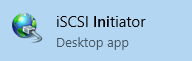 iSCSI Initiator
Desktop app